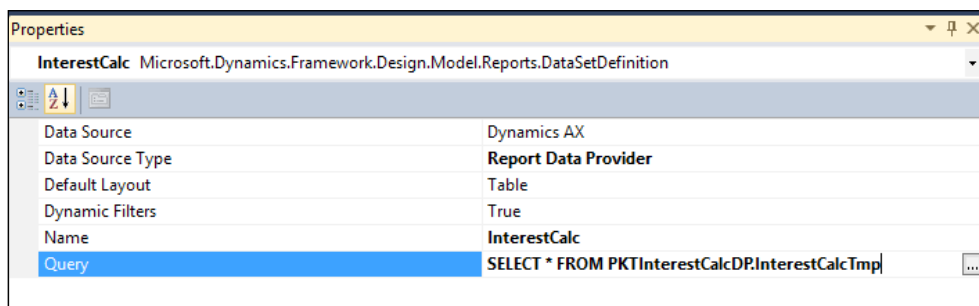 Properties
InterestCalc Microsoft.Dynamics.Framework.Design.Model.Reports.DataSetDefinition
Data Source Dynamics AX
Data Source Type Report Data Provider
Default Layout Table
Dynamic Filters True
Name InterestCalc
Query SELECT * FROM PKTInterestCalcDP.InterestCalcTmp ...